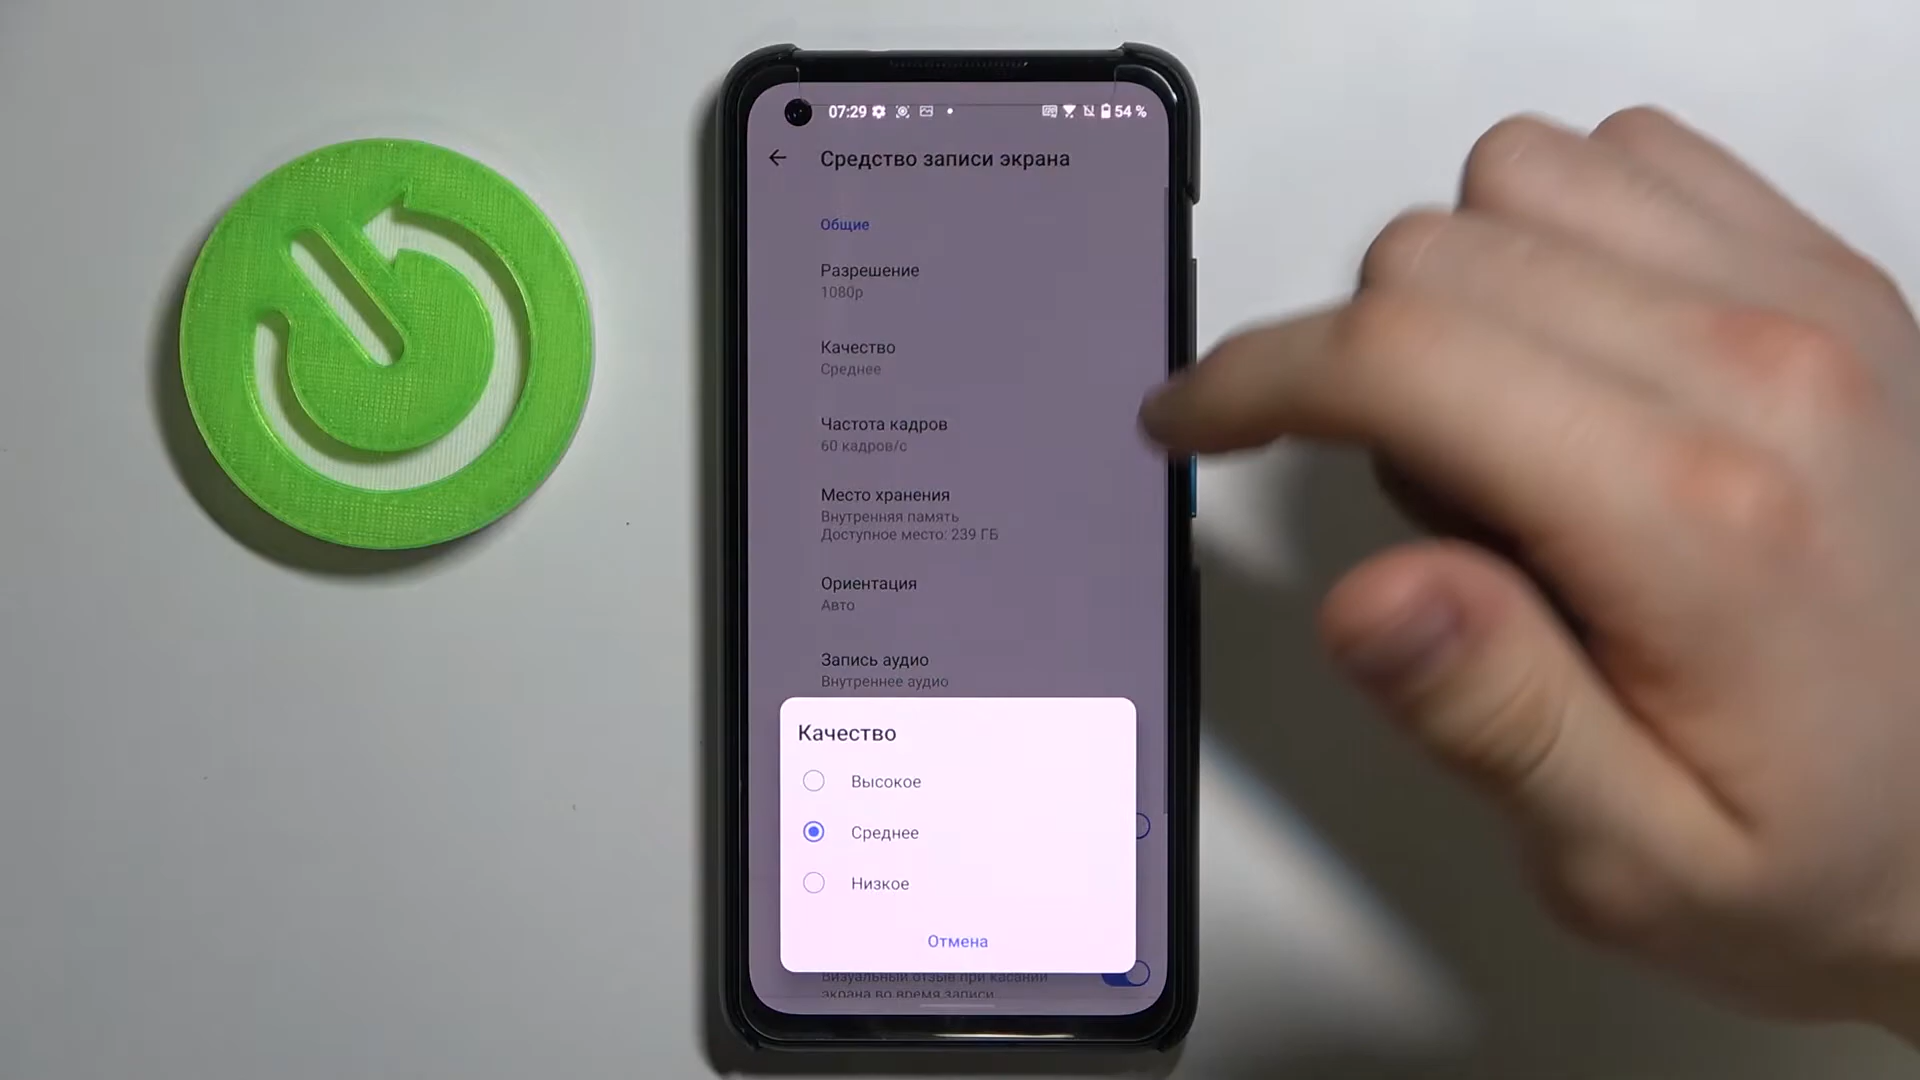 07:29 54 %
Средство записи экрана
Общие
Разрешение
1080p
Качество
Среднее
Частота кадров
60 кадров/с
Место хранения
Внутренняя память
Доступное место: 239 ГБ
Ориентация
Авто
Запись аудио
Внутреннее аудио
Качество
Высокое
Среднее
Низкое
Отмена
Визуальный отзыв при касании
экрана во время записи